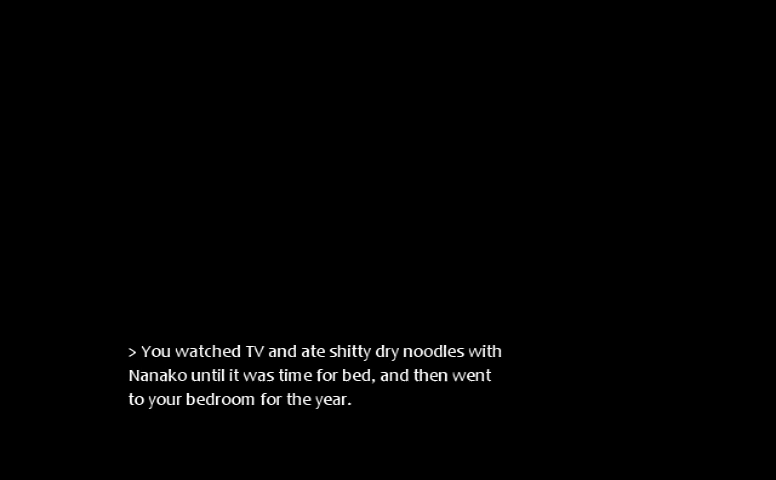 > You watched TV and ate shitty dry noodles with
Nanako until it was time for bed, and then went
to your bedroom for the year.